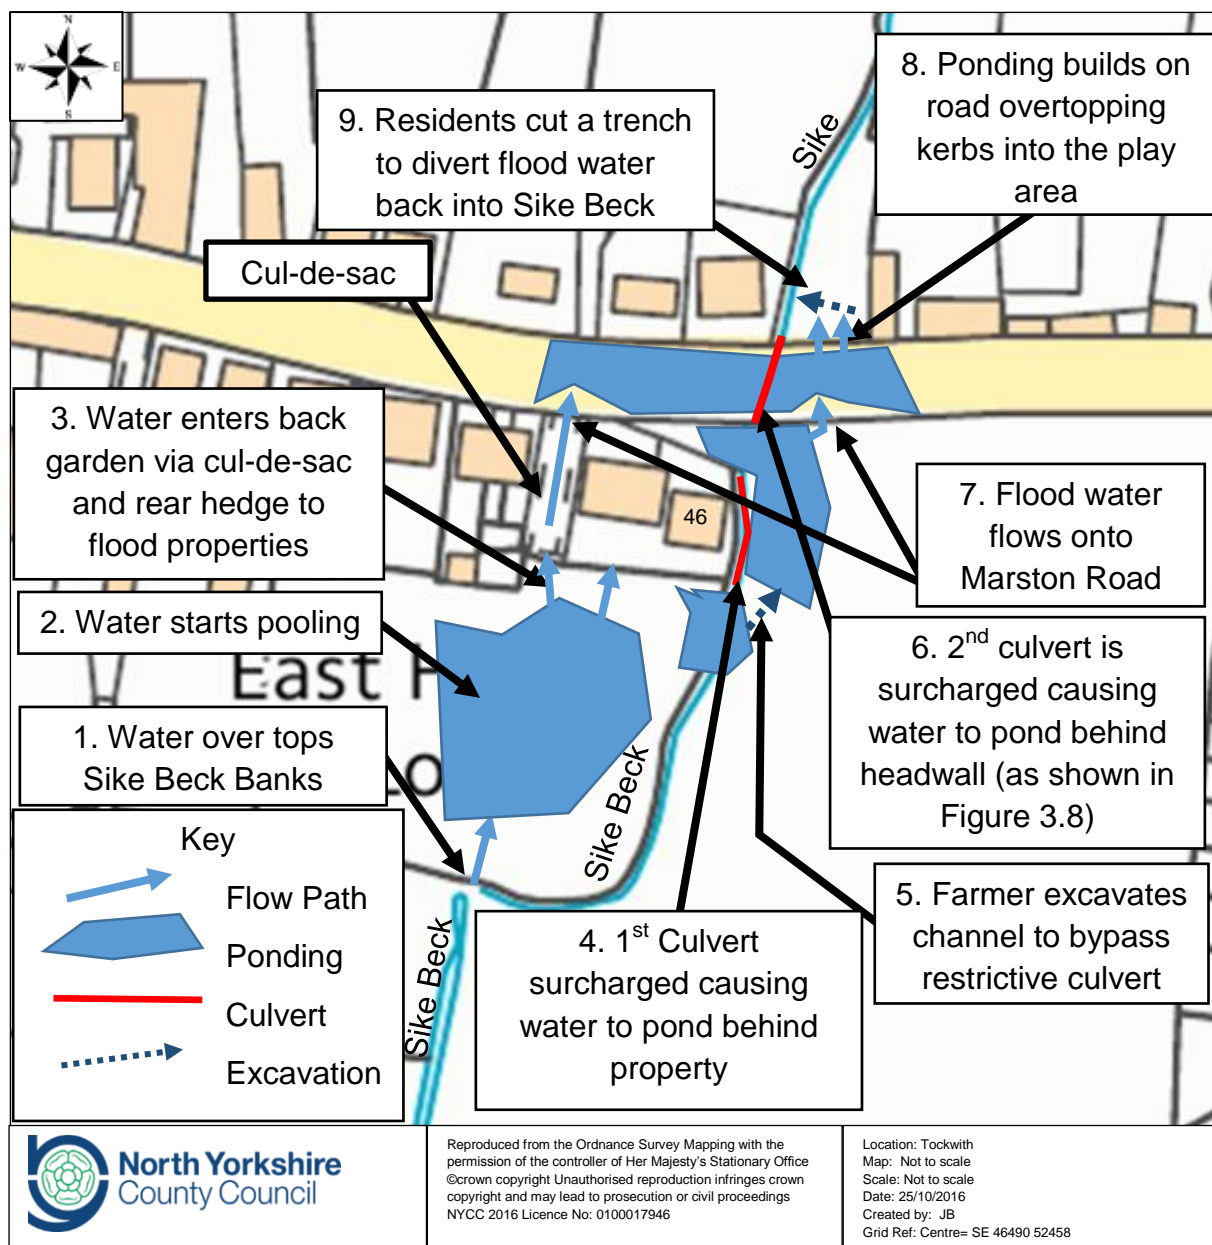 N
W
E
S
8. Ponding builds on
road overtopping
kerbs into the play
area
9. Residents cut a trench
to divert flood water
back into Sike Beck
Sike
Cul-de-sac
3. Water enters back
garden via cul-de-sac
and rear hedge to
flood properties
46
7. Flood water
flows onto
Marston Road
2. Water starts pooling
East
6. 2nd culvert is
surcharged causing
water to pond behind
headwall (as shown in
Figure 3.8)
1. Water over tops
Sike Beck Banks
Sike Beck
Key
Flow Path
Ponding
Culvert
Excavation
Sike Beck
4. 1st Culvert
surcharged causing
water to pond behind
property
5. Farmer excavates
channel to bypass
restrictive culvert
North Yorkshire
County Council
Reproduced from the Ordnance Survey Mapping with the
permission of the controller of Her Majesty's Stationary Office
©crown copyright Unauthorised reproduction infringes crown
copyright and may lead to prosecution or civil proceedings
NYCC 2016 Licence No: 0100017946
Location: Tockwith
Map: Not to scale
Scale: Not to scale
Date: 25/10/2016
Created by: JB
Grid Ref: Centre= SE 46490 52458